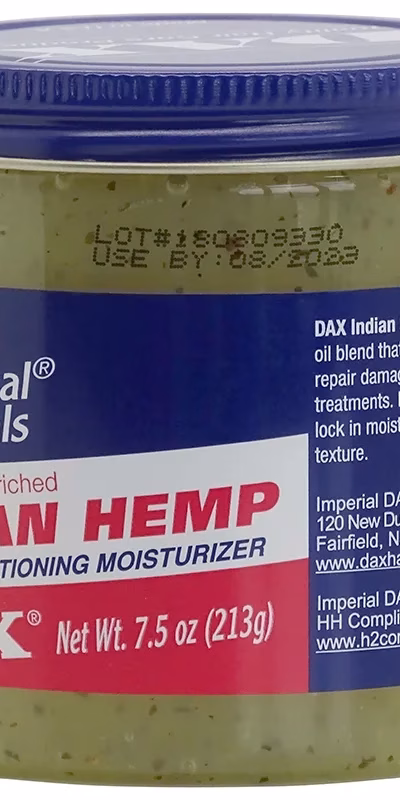 LOT#180809330
USE BY:08/2023
al®
ls
riched
AN HEMP
TIONING MOISTURIZER
X® Net Wt. 7.5 oz (213g)
DAX Indian
oil blend tha
repair damag
treatments.
lock in moist
texture.
Imperial DA
120 New Du
Fairfield, N
www.daxha
Imperial DA
HH Compli
www.h2co